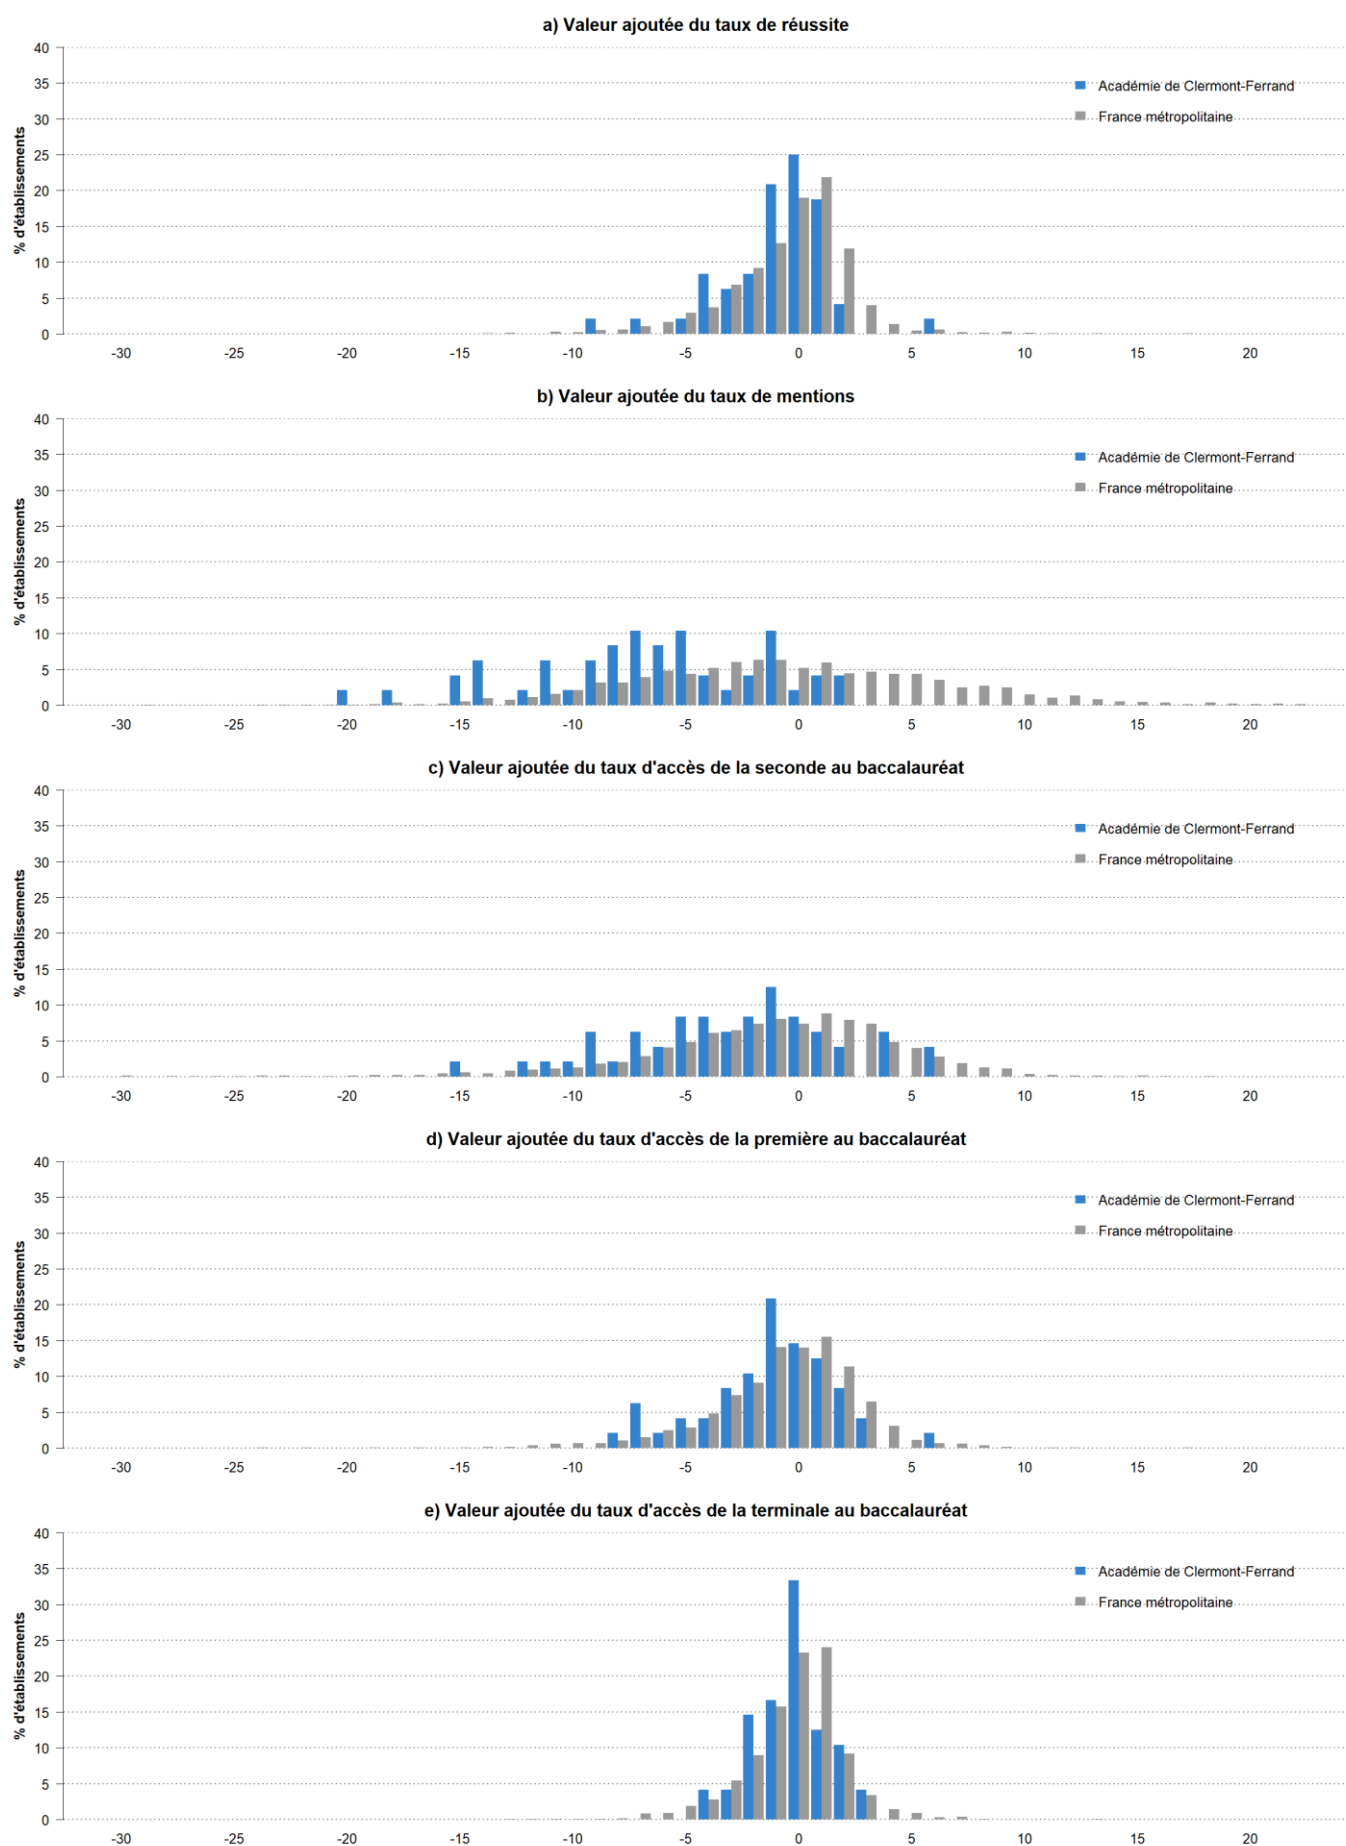 a) Valeur ajoutée du taux de réussite
40
35
30
25
20
15
10
5
0
% d'établissements
Académie de Clermont-Ferrand
France métropolitaine
-30 -25 -20 -15 -10 -5 0 5 10 15 20
b) Valeur ajoutée du taux de mentions
40
35
30
25
20
15
10
5
0
% d'établissements
Académie de Clermont-Ferrand
France métropolitaine
-30 -25 -20 -15 -10 -5 0 5 10 15 20
c) Valeur ajoutée du taux d'accès de la seconde au baccalauréat
40
35
30
25
20
15
10
5
0
% d'établissements
Académie de Clermont-Ferrand
France métropolitaine
-30 -25 -20 -15 -10 -5 0 5 10 15 20
d) Valeur ajoutée du taux d'accès de la première au baccalauréat
40
35
30
25
20
15
10
5
0
% d'établissements
Académie de Clermont-Ferrand
France métropolitaine
-30 -25 -20 -15 -10 -5 0 5 10 15 20
e) Valeur ajoutée du taux d'accès de la terminale au baccalauréat
40
35
30
25
20
15
10
5
0
% d'établissements
Académie de Clermont-Ferrand
France métropolitaine
-30 -25 -20 -15 -10 -5 0 5 10 15 20